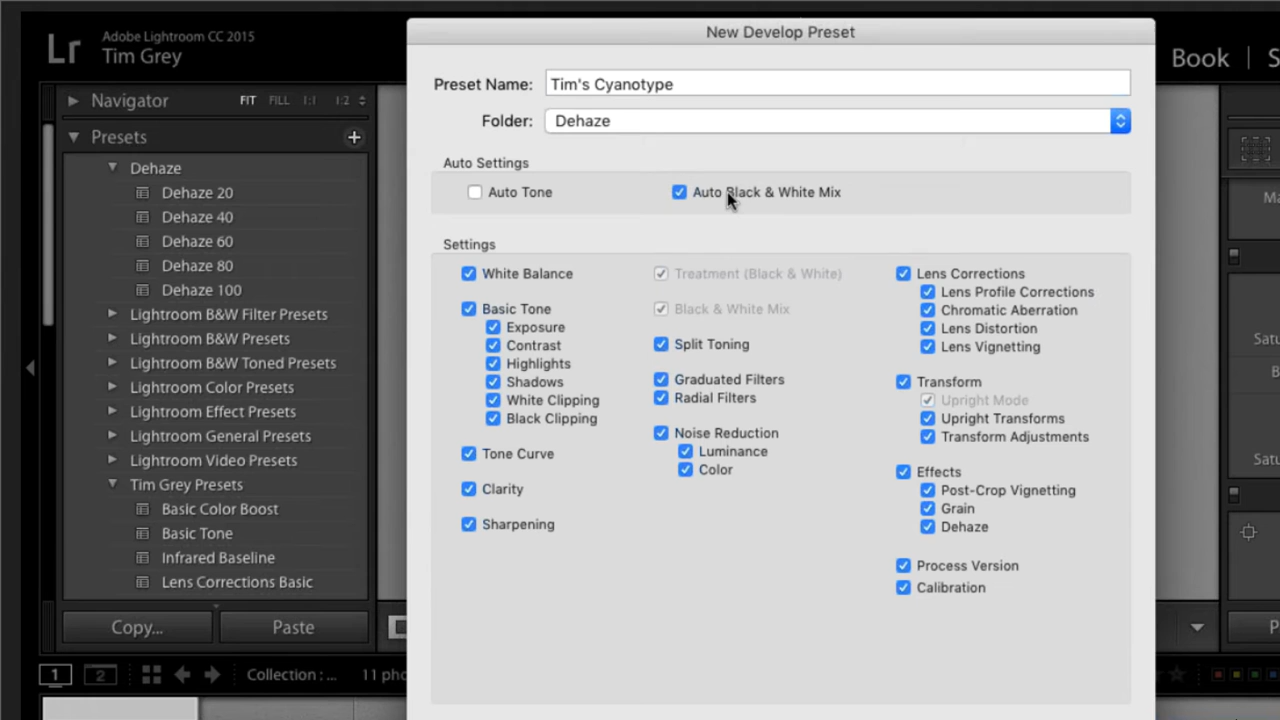 New Develop Preset
Lr
Adobe Lightroom CC 2015
Tim Grey
Book
Navigator FIT FILL 1:1 1:2
Presets +
Dehaze
Dehaze 20
Dehaze 40
Dehaze 60
Dehaze 80
Dehaze 100
Lightroom B&W Filter Presets
Lightroom B&W Presets
Lightroom B&W Toned Presets
Lightroom Color Presets
Lightroom Effect Presets
Lightroom General Presets
Lightroom Video Presets
Tim Grey Presets
Basic Color Boost
Basic Tone
Infrared Baseline
Lens Corrections Basic
Copy... Paste
1 2 Collection : ... 11 pho
Preset Name: Tim's Cyanotype
Folder: Dehaze
Auto Settings
Auto Tone
Auto Black & White Mix
Settings
White Balance
Basic Tone
Exposure
Contrast
Highlights
Shadows
White Clipping
Black Clipping
Tone Curve
Clarity
Sharpening
Treatment (Black & White)
Black & White Mix
Split Toning
Graduated Filters
Radial Filters
Noise Reduction
Luminance
Color
Lens Corrections
Lens Profile Corrections
Chromatic Aberration
Lens Distortion
Lens Vignetting
Transform
Upright Mode
Upright Transforms
Transform Adjustments
Effects
Post-Crop Vignetting
Grain
Dehaze
Process Version
Calibration